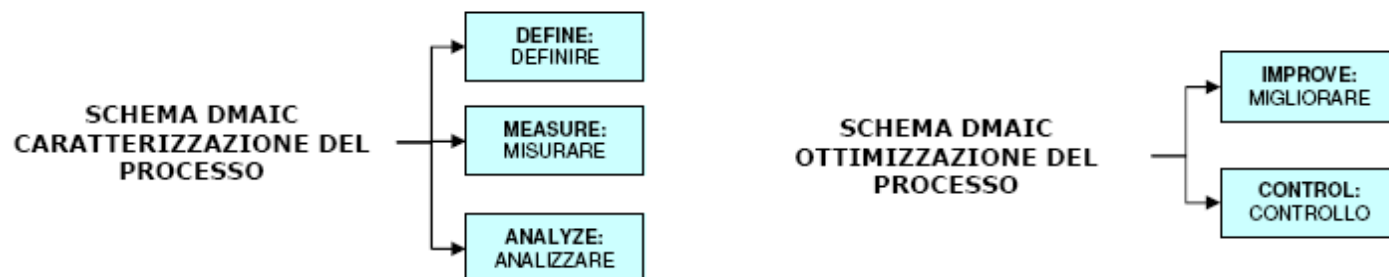 SCHEMA DMAIC
CARATTERIZZAZIONE DEL
PROCESSO
DEFINE:
DEFINIRE
MEASURE:
MISURARE
ANALYZE:
ANALIZZARE
SCHEMA DMAIC
OTTIMIZZAZIONE DEL
PROCESSO
IMPROVE:
MIGLIORARE
CONTROL:
CONTROLLO